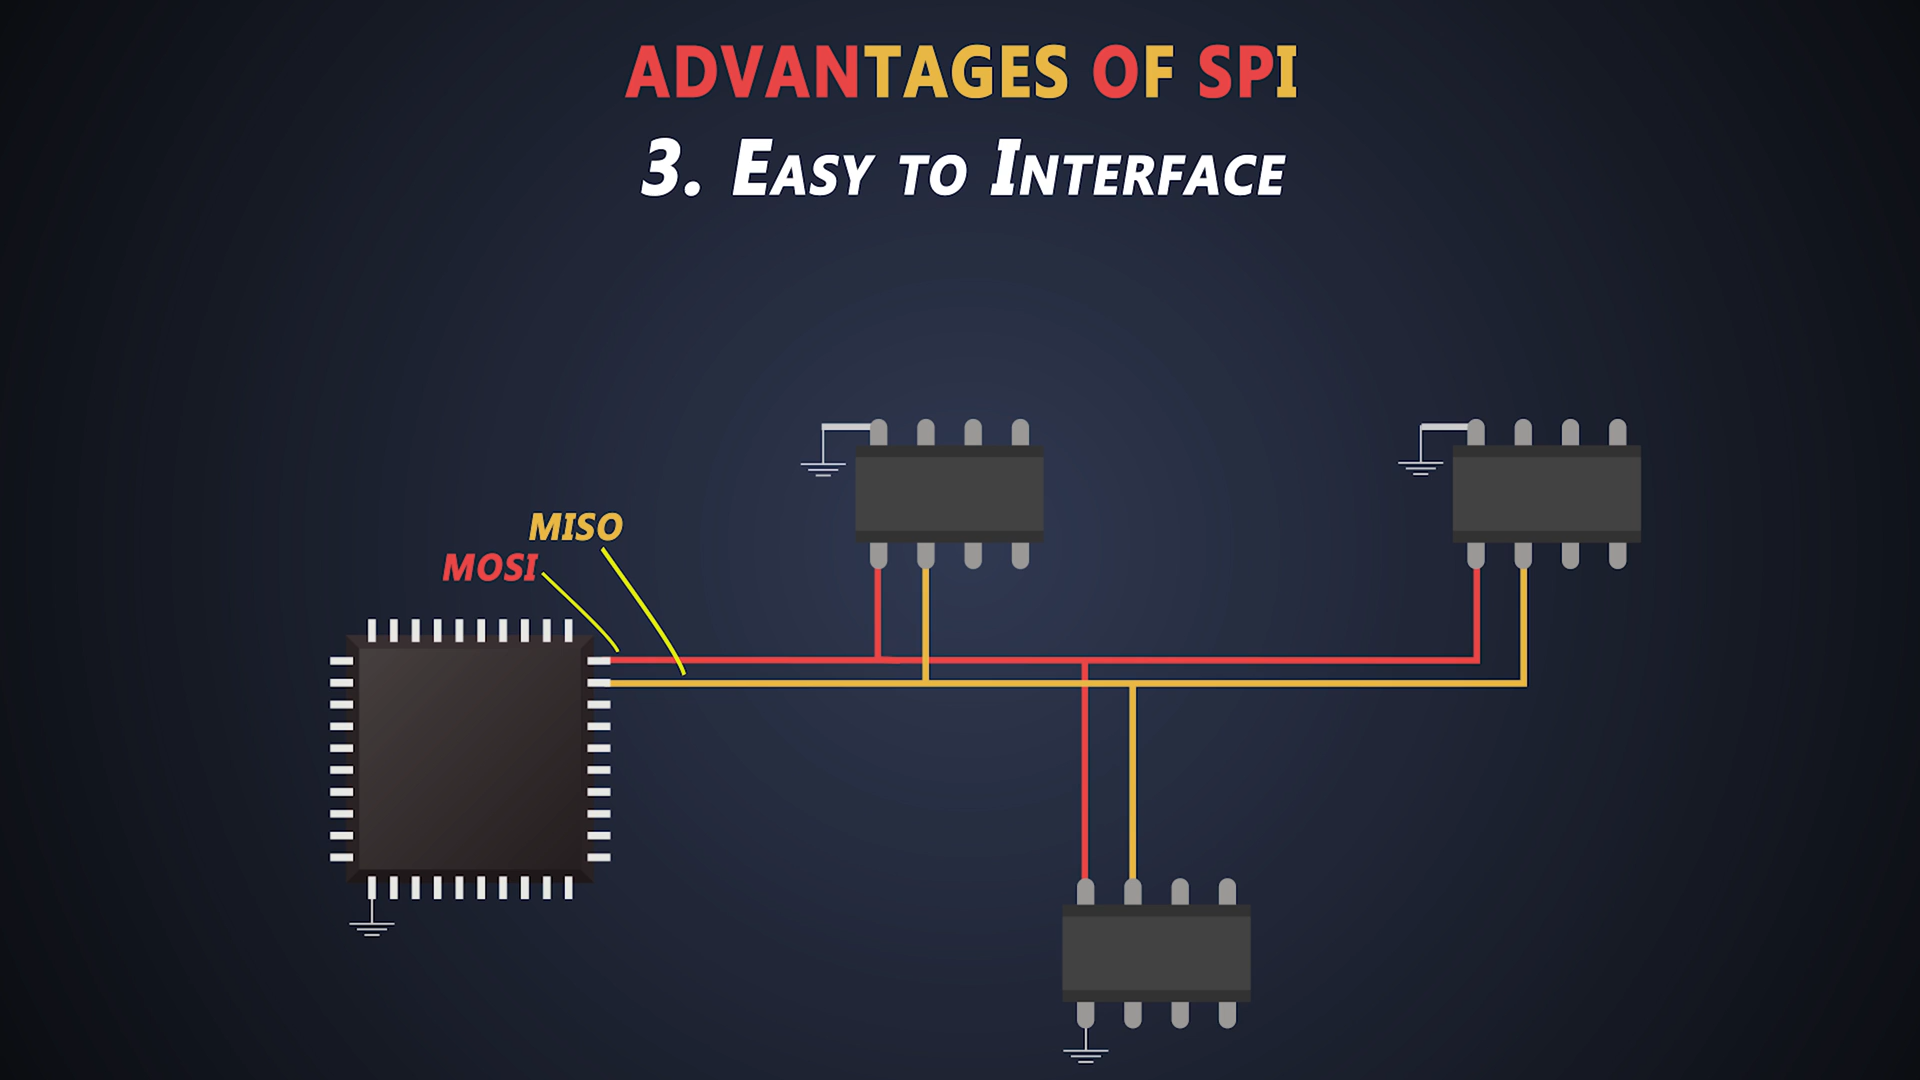 ADVANTAGES OF SPI
3. EASY TO INTERFACE
MISO
MOSI